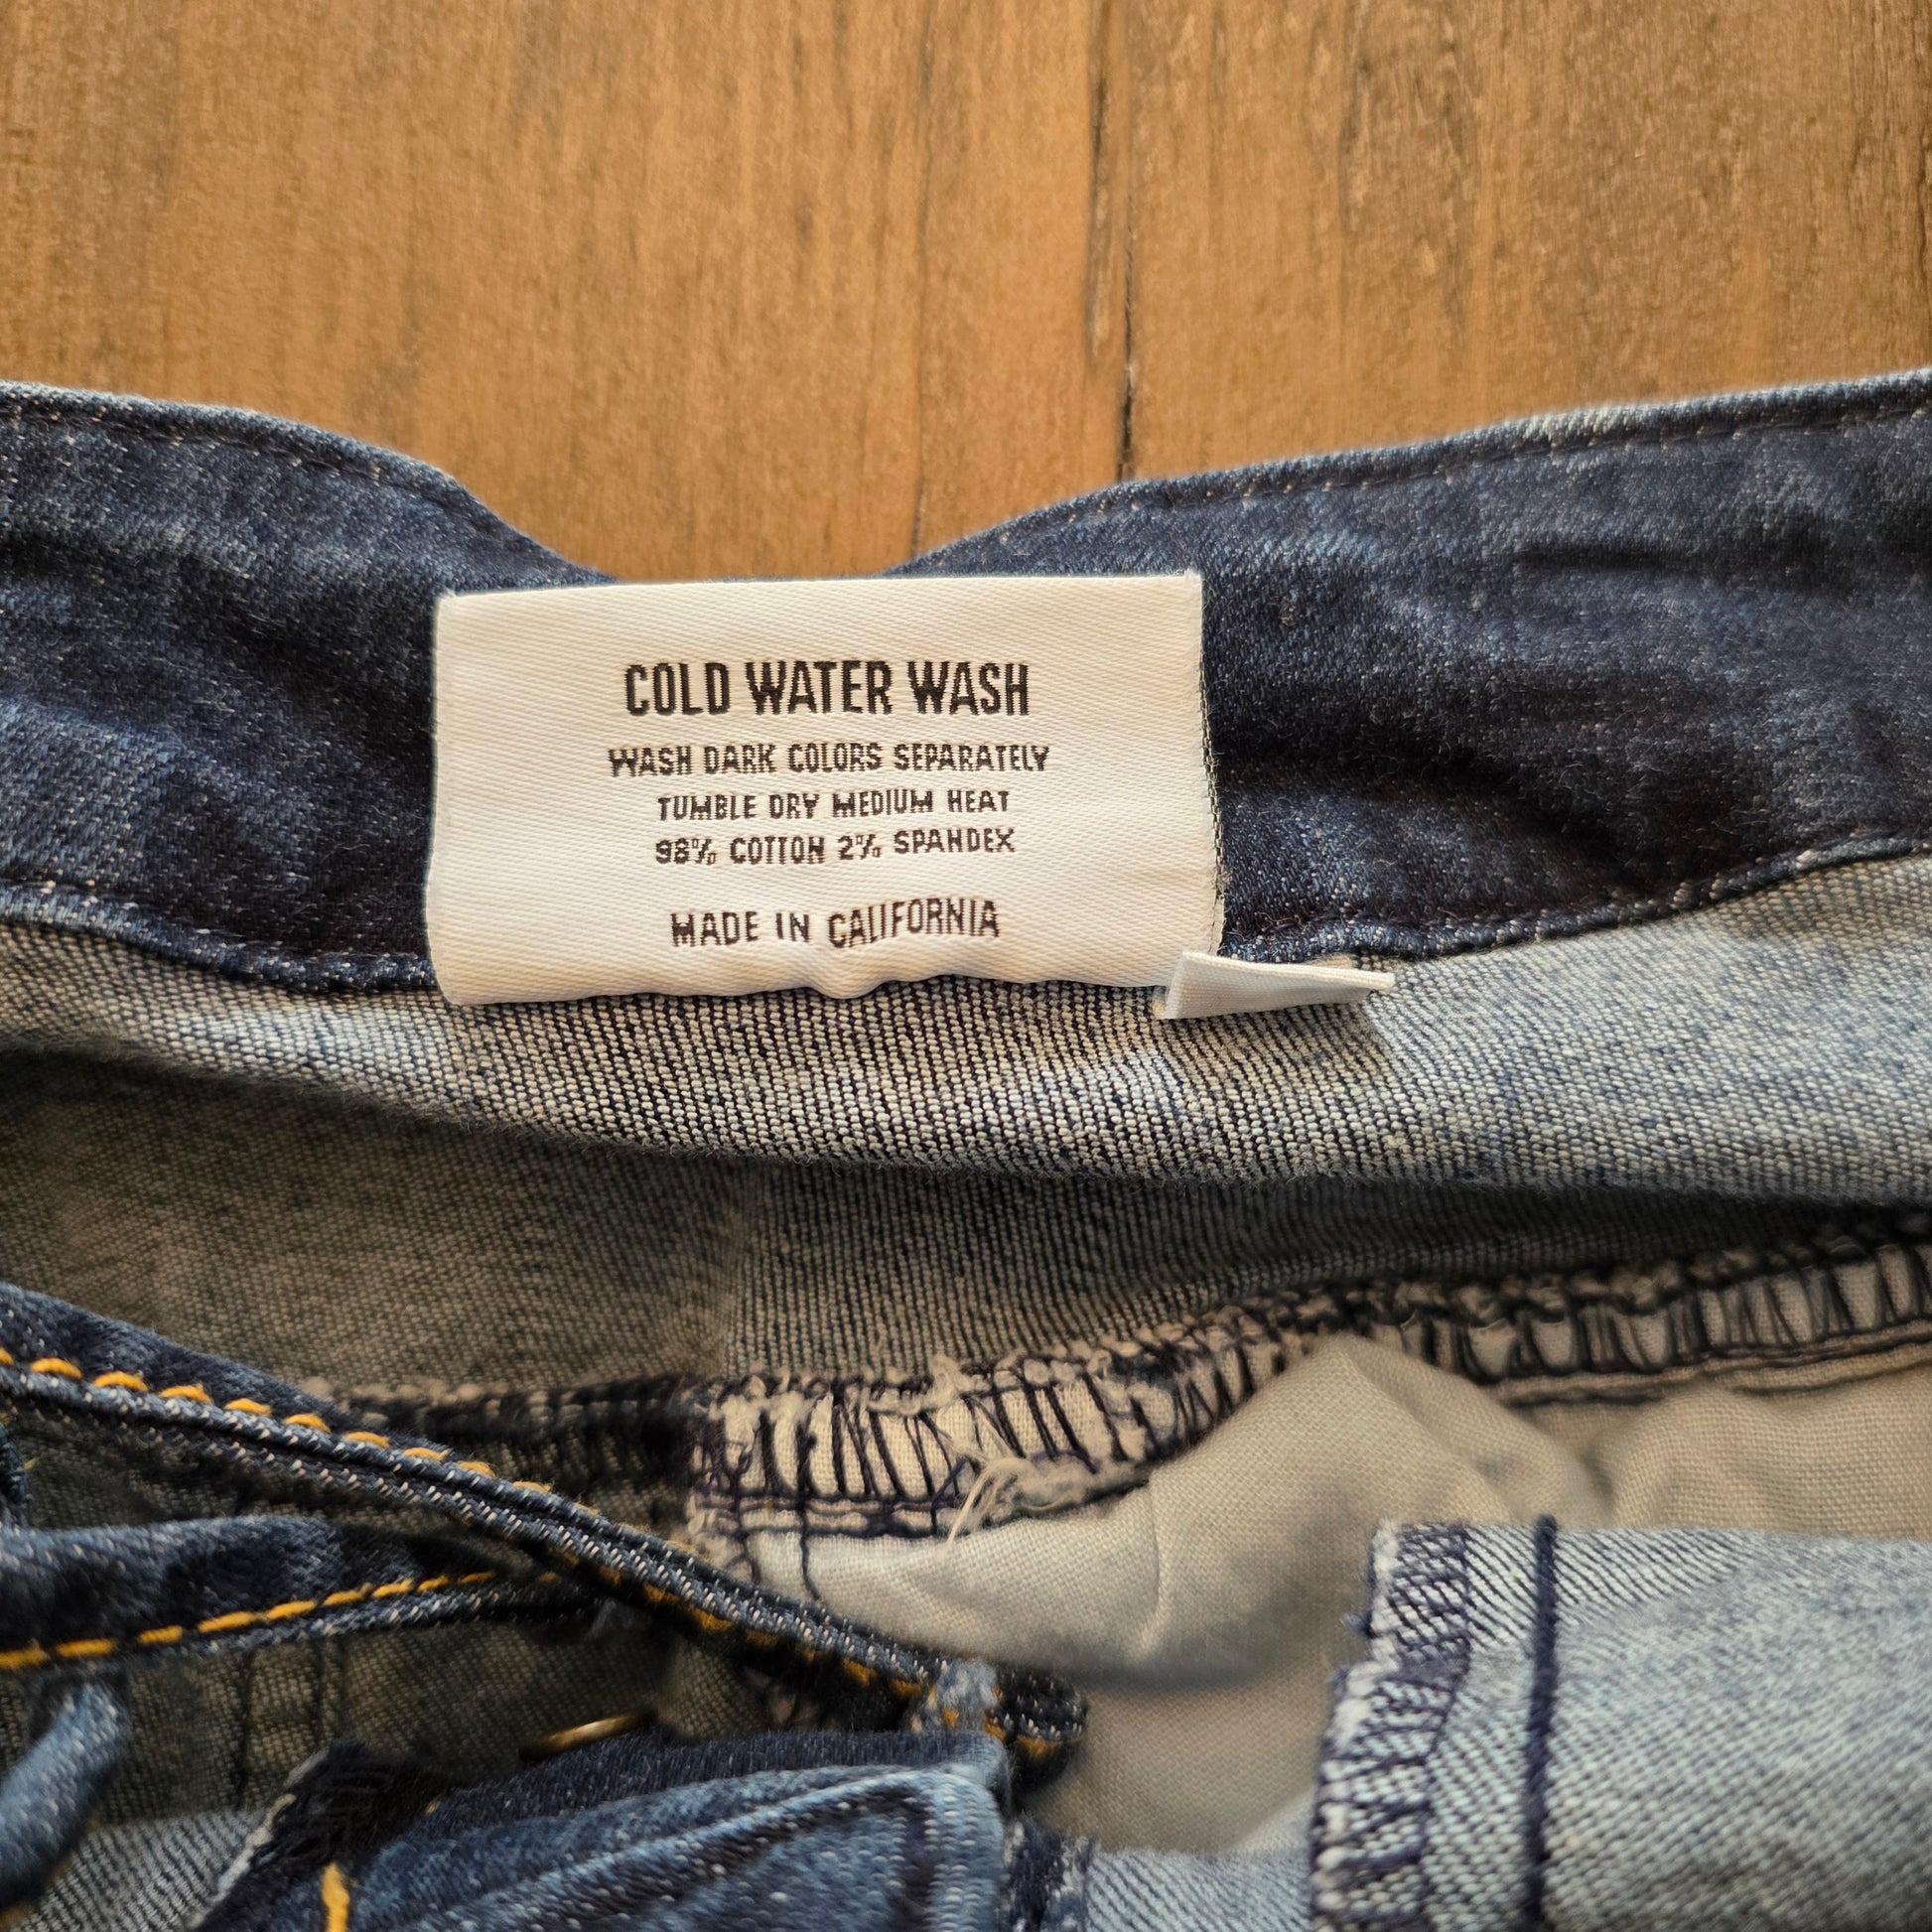 COLD WATER WASH
WASH DARK COLORS SEPARATELY
TUMBLE DRY MEDIUM HEAT
98% COTTON 2% SPANDEX
MADE IN CALIFORNIA